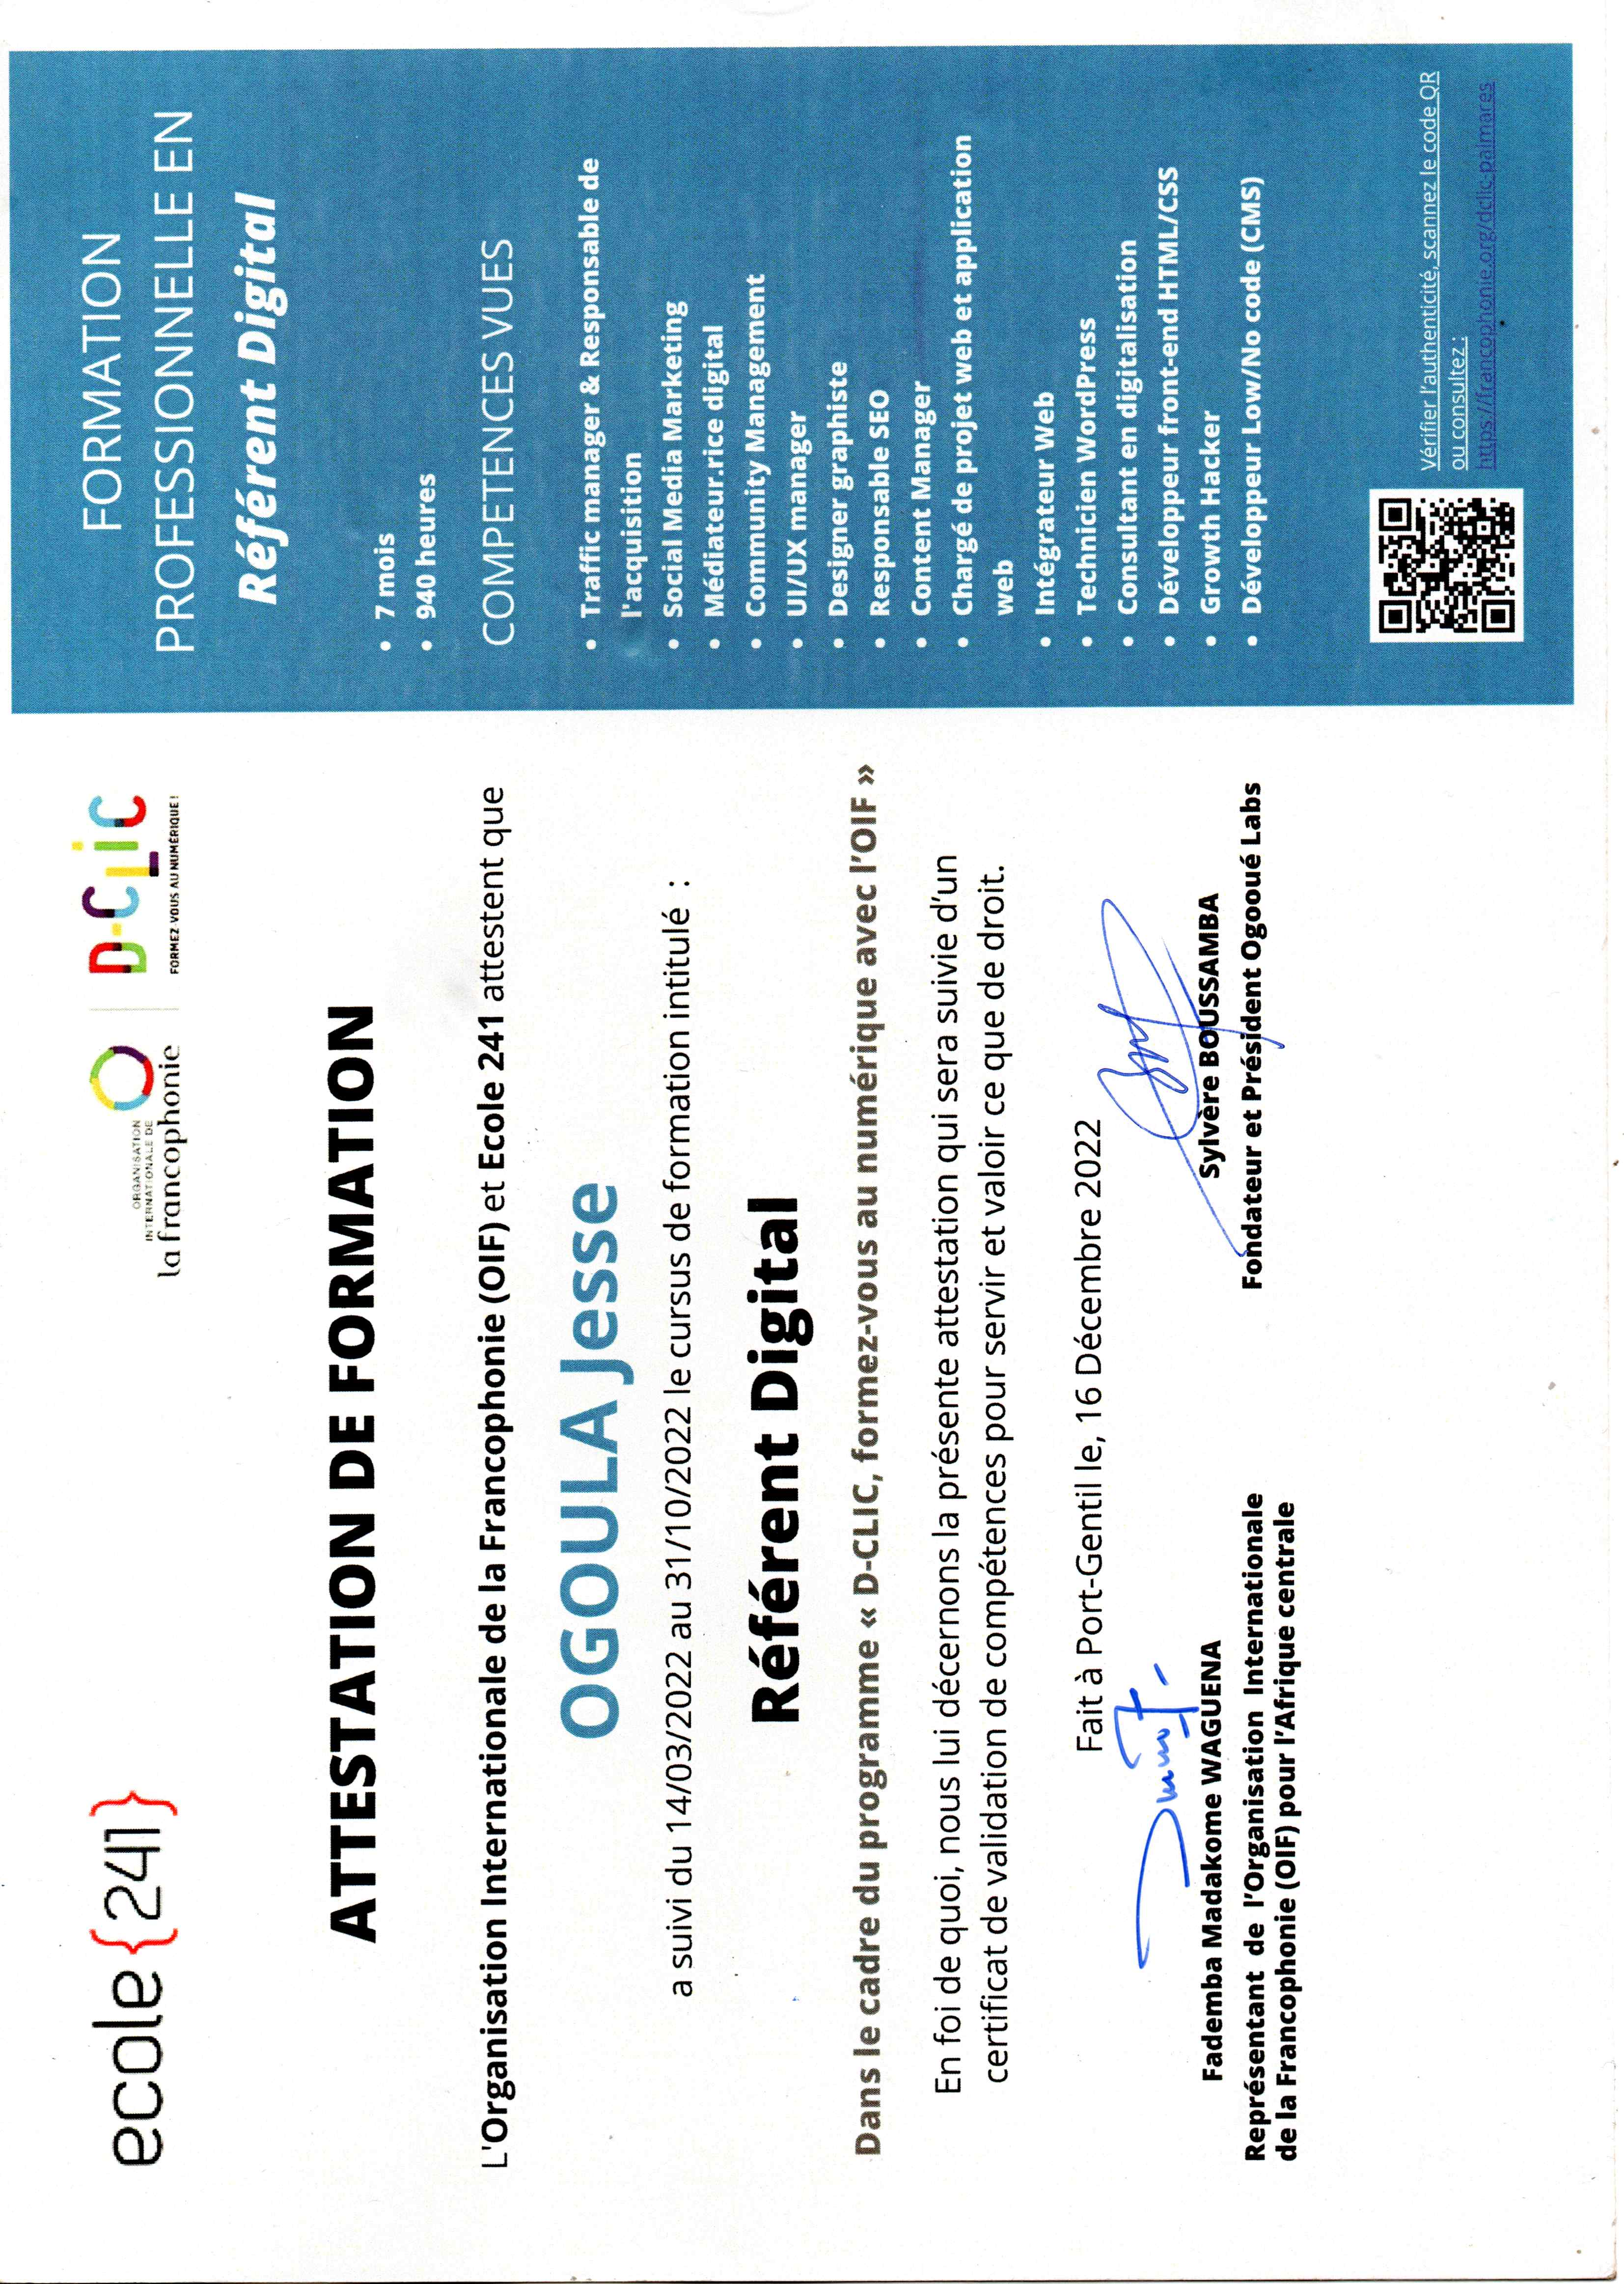 ecole{241}
ORGANISATION
INTERNATIONALE DE
la francophonie
D-CLiC
FORMEZ-VOUS AU NUMÉRIQUE !
ATTESTATION DE FORMATION
L'Organisation Internationale de la Francophonie (OIF) et Ecole 241 attestent que
OGOULA Jesse
a suivi du 14/03/2022 au 31/10/2022 le cursus de formation intitulé :
Référent Digital
Dans le cadre du programme « D-CLIC, formez-vous au numérique avec l’OIF »
En foi de quoi, nous lui décernons la présente attestation qui sera suivie d’un
certificat de validation de compétences pour servir et valoir ce que de droit.
Fait à Port-Gentil le, 16 Décembre 2022
Fademba Madakome WAGUENA
Représentant de l’Organisation Internationale
de la Francophonie (OIF) pour l’Afrique centrale
Sylvère BOUSSAMBA
Fondateur et Président Ogooué Labs
FORMATION
PROFESSIONNELLE EN
Référent Digital
• 7 mois
• 940 heures
COMPETENCES VUES
• Traffic manager & Responsable de
l'acquisition
• Social Media Marketing
• Médiateur.rice digital
• Community Management
• UI/UX manager
• Designer graphiste
• Responsable SEO
• Content Manager
• Chargé de projet web et application
web
• Intégrateur Web
• Technicien WordPress
• Consultant en digitalisation
• Développeur front-end HTML/CSS
• Growth Hacker
• Développeur Low/No code (CMS)
Vérifier l’authenticité, scannez le code QR
ou consultez :
https://francophonie.org/dclic-palmares